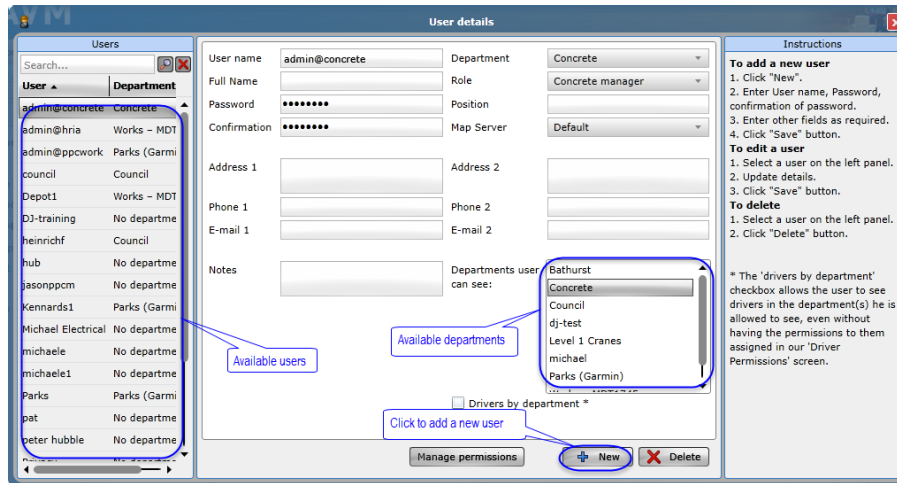 User details
Users
Search...
User Department
admin@concrete Concrete
admin@hria Works - MDT
admin@ppcwork Parks (Garmi
council Council
Depot1 Works - MDT
DJ-training No departme
heinrichf Council
hub No departme
jasonppcm No departme
Kennards1 Parks (Garmi
Michael Electrical No departme
michaele No departme
michaele1 No departme
Parks Parks (Garmi
pat No departme
peter hubble No departme
Available users
User name admin@concrete Department Concrete
Full Name Role Concrete manager
Password •••••••• Position
Confirmation •••••••• Map Server Default
Address 1 Address 2
Phone 1 Phone 2
E-mail 1 E-mail 2
Notes Departments user
can see:
Bathurst
Concrete
Council
dj-test
Level 1 Cranes
michael
Parks (Garmin)
Available departments
Drivers by department *
Click to add a new user
Manage permissions New Delete
Instructions
To add a new user
1. Click "New".
2. Enter User name, Password,
confirmation of password.
3. Enter other fields as required.
4. Click "Save" button.
To edit a user
1. Select a user on the left panel.
2. Update details.
3. Click "Save" button.
To delete
1. Select a user on the left panel.
2. Click "Delete" button.
* The 'drivers by department'
checkbox allows the user to see
drivers in the department(s) he is
allowed to see, even without
having the permissions to them
assigned in our 'Driver
Permissions' screen.